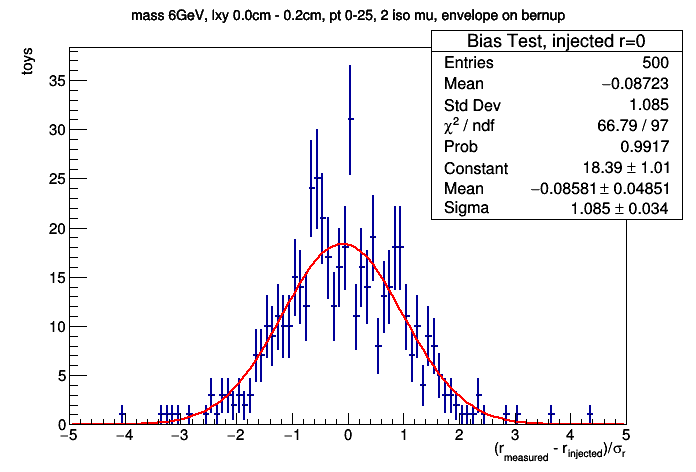 mass 6GeV, lxy 0.0cm - 0.2cm, pt 0-25, 2 iso mu, envelope on bernup
Bias Test, injected r=0
Entries 500
Mean −0.08723
Std Dev 1.085
χ² / ndf 66.79 / 97
Prob 0.9917
Constant 18.39 ± 1.01
Mean −0.08581 ± 0.04851
Sigma 1.085 ± 0.034
toys
35
30
25
20
15
10
5
0
−5 −4 −3 −2 −1 0 1 2 3 4 5
(r_measured - r_injected)/σ_r